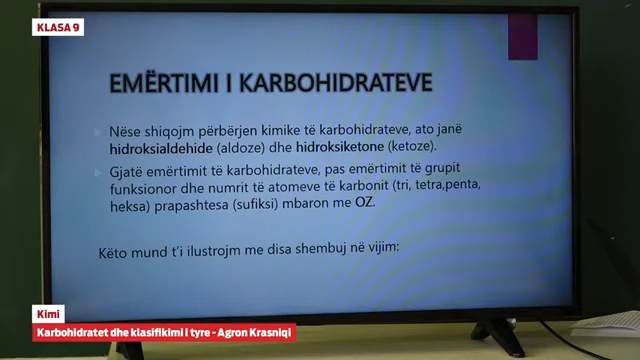 KLASA 9
EMËRTIMI I KARBOHIDRATEVE
Nëse shiqojm përbërjen kimike të karbohidrateve, ato janë
hidroksialdehide (aldoze) dhe hidroksiketone (ketoze).
Gjatë emërtimit të karbohidrateve, pas emërtimit të grupit
funksionor dhe numrit të atomeve të karbonit (tri, tetra,penta,
heksa) prapashtesa (sufiksi) mbaron me OZ.
Këto mund t'i ilustrojm me disa shembuj në vijim:
Kimi
Karbohidratet dhe klasifikimi i tyre - Agron Krasniqi